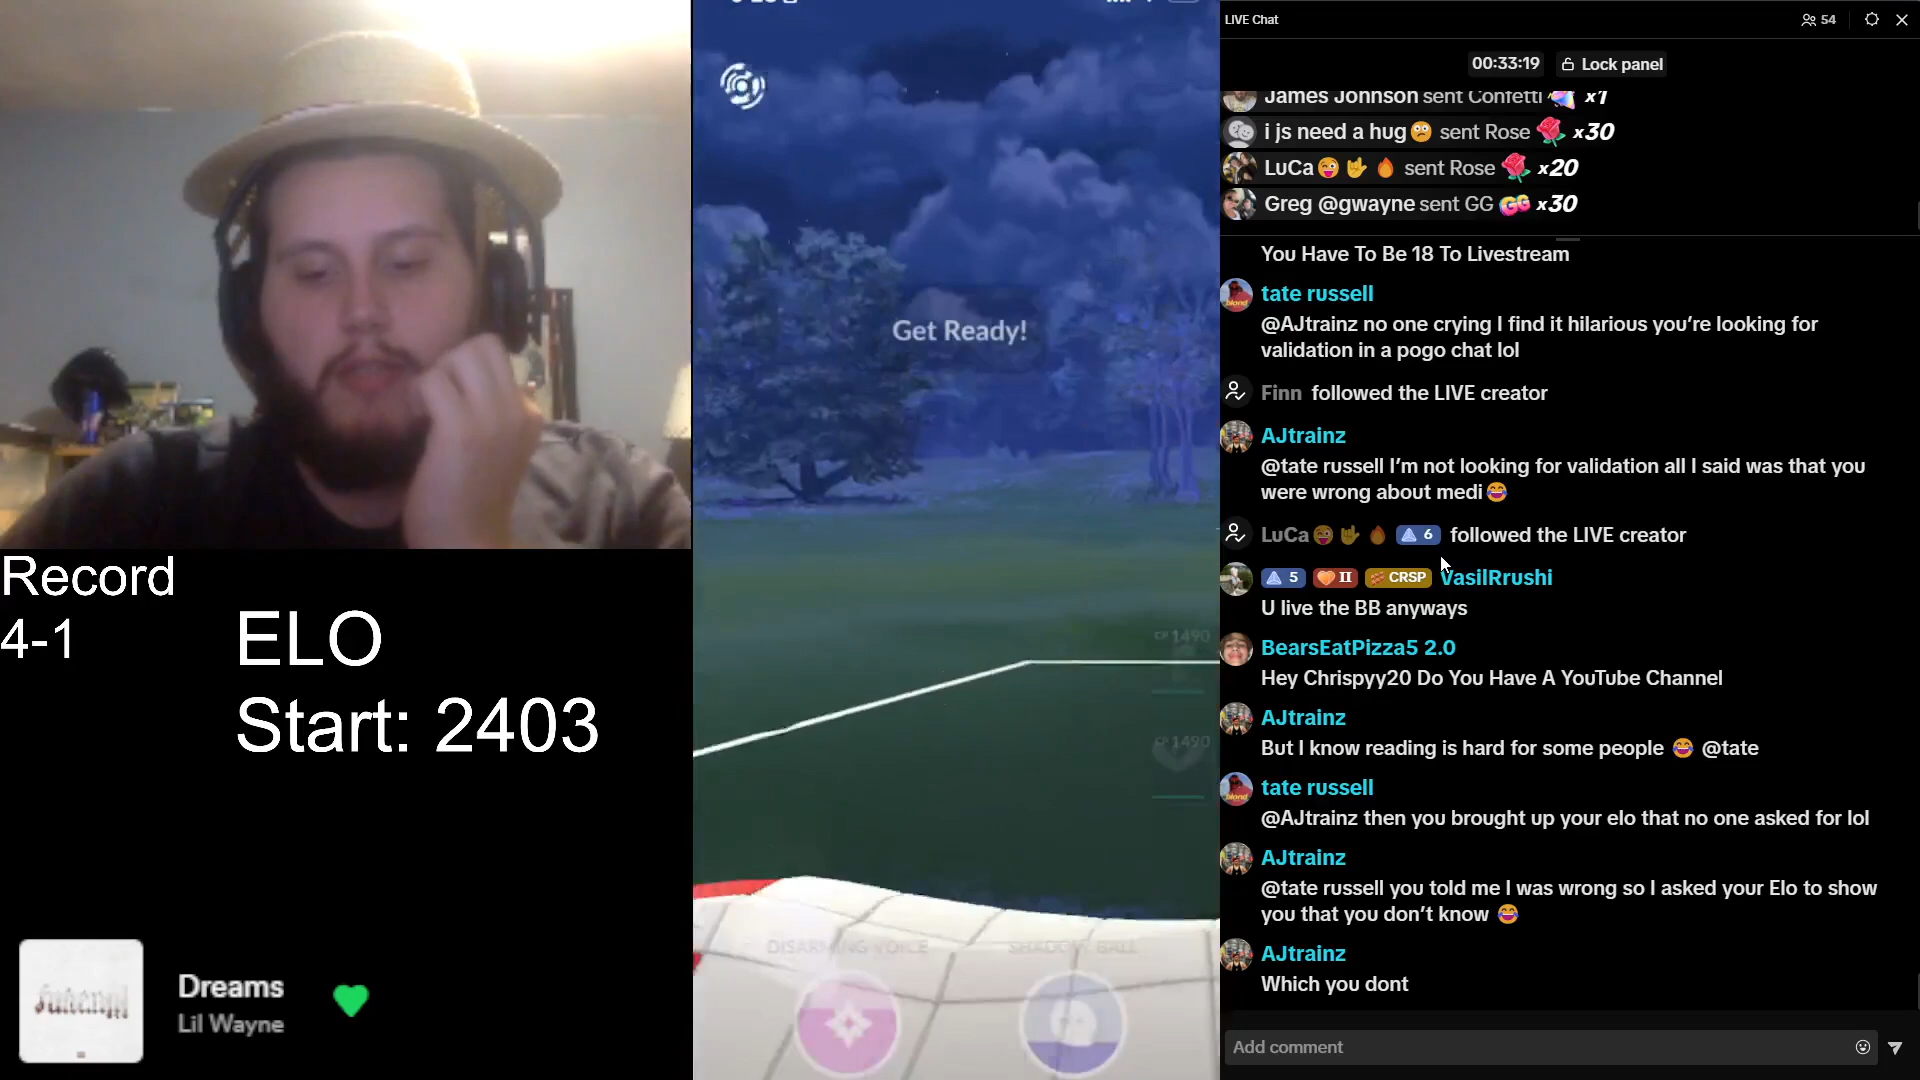 Record
4-1
ELO
Start: 2403
Dreams
Lil Wayne
Get Ready!
CP 1490
CP 1490
DISARMING VOICE
SHADOW BALL
LIVE Chat
54
00:33:19
Lock panel
James Johnson sent Confetti x1
i js need a hug😕 sent Rose x30
LuCa😜🤟🔥 sent Rose x20
Greg @gwayne sent GG x30
You Have To Be 18 To Livestream
tate russell
@AJtrainz no one crying I find it hilarious you’re looking for
validation in a pogo chat lol
Finn followed the LIVE creator
AJtrainz
@tate russell I’m not looking for validation all I said was that you
were wrong about medi😂
LuCa😜🤟🔥 6 followed the LIVE creator
5 II CRSP VasilRrushi
U live the BB anyways
BearsEatPizza5 2.0
Hey Chrispyy20 Do You Have A YouTube Channel
AJtrainz
But I know reading is hard for some people 😂 @tate
tate russell
@AJtrainz then you brought up your elo that no one asked for lol
AJtrainz
@tate russell you told me I was wrong so I asked your Elo to show
you that you don’t know 😂
AJtrainz
Which you dont
Add comment